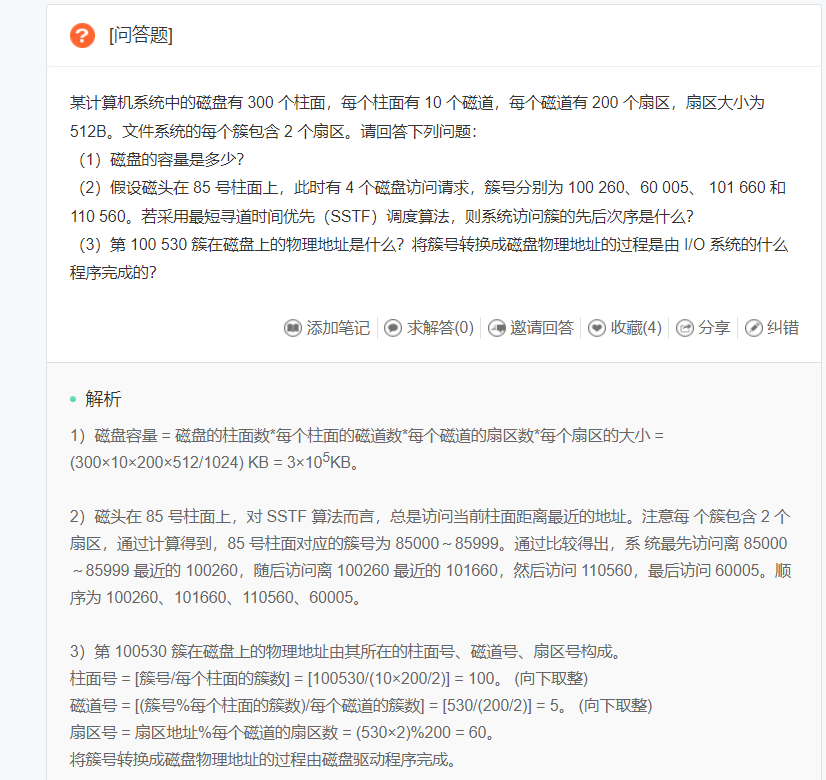 [问答题]
某计算机系统中的磁盘有 300 个柱面，每个柱面有 10 个磁道，每个磁道有 200 个扇区，扇区大小为
512B。文件系统的每个簇包含 2 个扇区。请回答下列问题：
（1）磁盘的容量是多少？
（2）假设磁头在 85 号柱面上，此时有 4 个磁盘访问请求，簇号分别为 100 260、60 005、 101 660 和
110 560。若采用最短寻道时间优先（SSTF）调度算法，则系统访问簇的先后次序是什么？
（3）第 100 530 簇在磁盘上的物理地址是什么？将簇号转换成磁盘物理地址的过程是由 I/O 系统的什么
程序完成的？
添加笔记 求解答(0) 邀请回答 收藏(4) 分享 纠错
解析
1）磁盘容量 = 磁盘的柱面数*每个柱面的磁道数*每个磁道的扇区数*每个扇区的大小 =
(300×10×200×512/1024) KB = 3×10⁵KB。
2）磁头在 85 号柱面上，对 SSTF 算法而言，总是访问当前柱面距离最近的地址。注意每 个簇包含 2 个
扇区，通过计算得到，85 号柱面对应的簇号为 85000～85999。通过比较得出，系 统最先访问离 85000
～85999 最近的 100260，随后访问离 100260 最近的 101660，然后访问 110560，最后访问 60005。顺
序为 100260、101660、110560、60005。
3）第 100530 簇在磁盘上的物理地址由其所在的柱面号、磁道号、扇区号构成。
柱面号 = [簇号/每个柱面的簇数] = [100530/(10×200/2)] = 100。 (向下取整)
磁道号 = [(簇号%每个柱面的簇数)/每个磁道的簇数] = [530/(200/2)] = 5。 (向下取整)
扇区号 = 扇区地址%每个磁道的扇区数 = (530×2)%200 = 60。
将簇号转换成磁盘物理地址的过程由磁盘驱动程序完成。